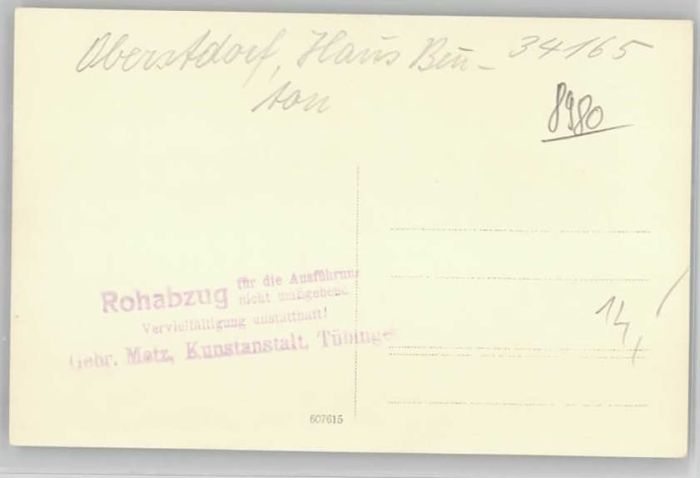 Oberstdorf, Haus Ben- 34165
ton
8980
Rohabzug für die Ausführung
nicht maßgebend
Vervielfältigung unstatthaft!
Gebr. Metz, Kunstanstalt, Tübingen
14,
607615